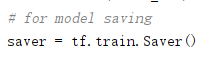 # for model saving
saver = tf.train.Saver()